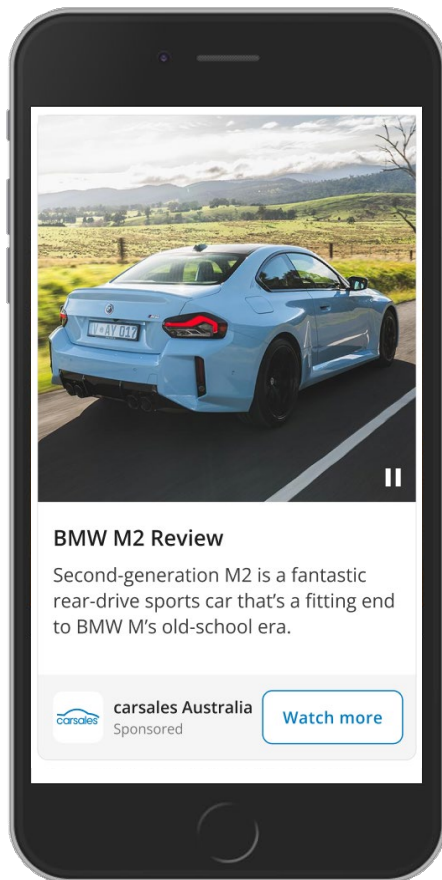 BMW M2 Review
Second-generation M2 is a fantastic
rear-drive sports car that's a fitting end
to BMW M's old-school era.
carsales
carsales Australia
Sponsored
Watch more